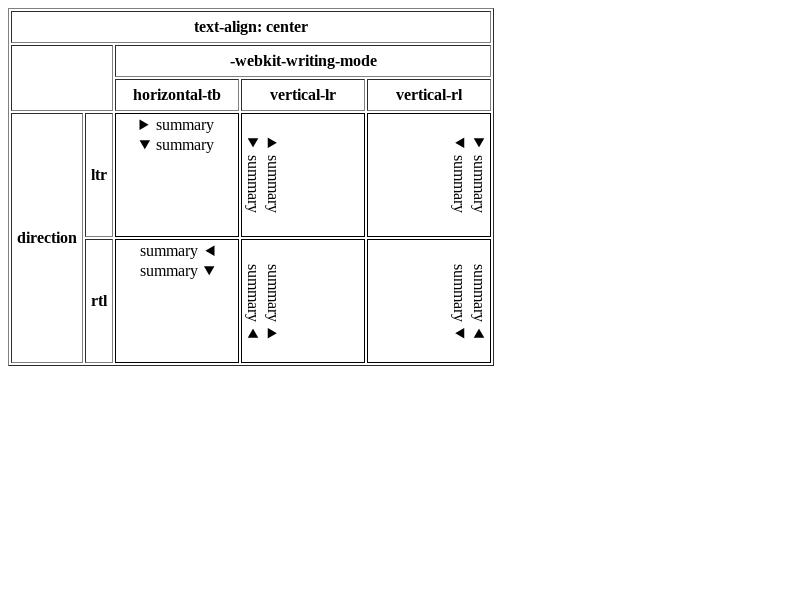 text-align: center
-webkit-writing-mode
horizontal-tb vertical-lr vertical-rl
direction
ltr
► summary
▼ summary
▼ summary
► summary
▼ summary
◄ summary
rtl
summary ◄
summary ▼
summary ▲
summary ►
summary ▲
summary ◄